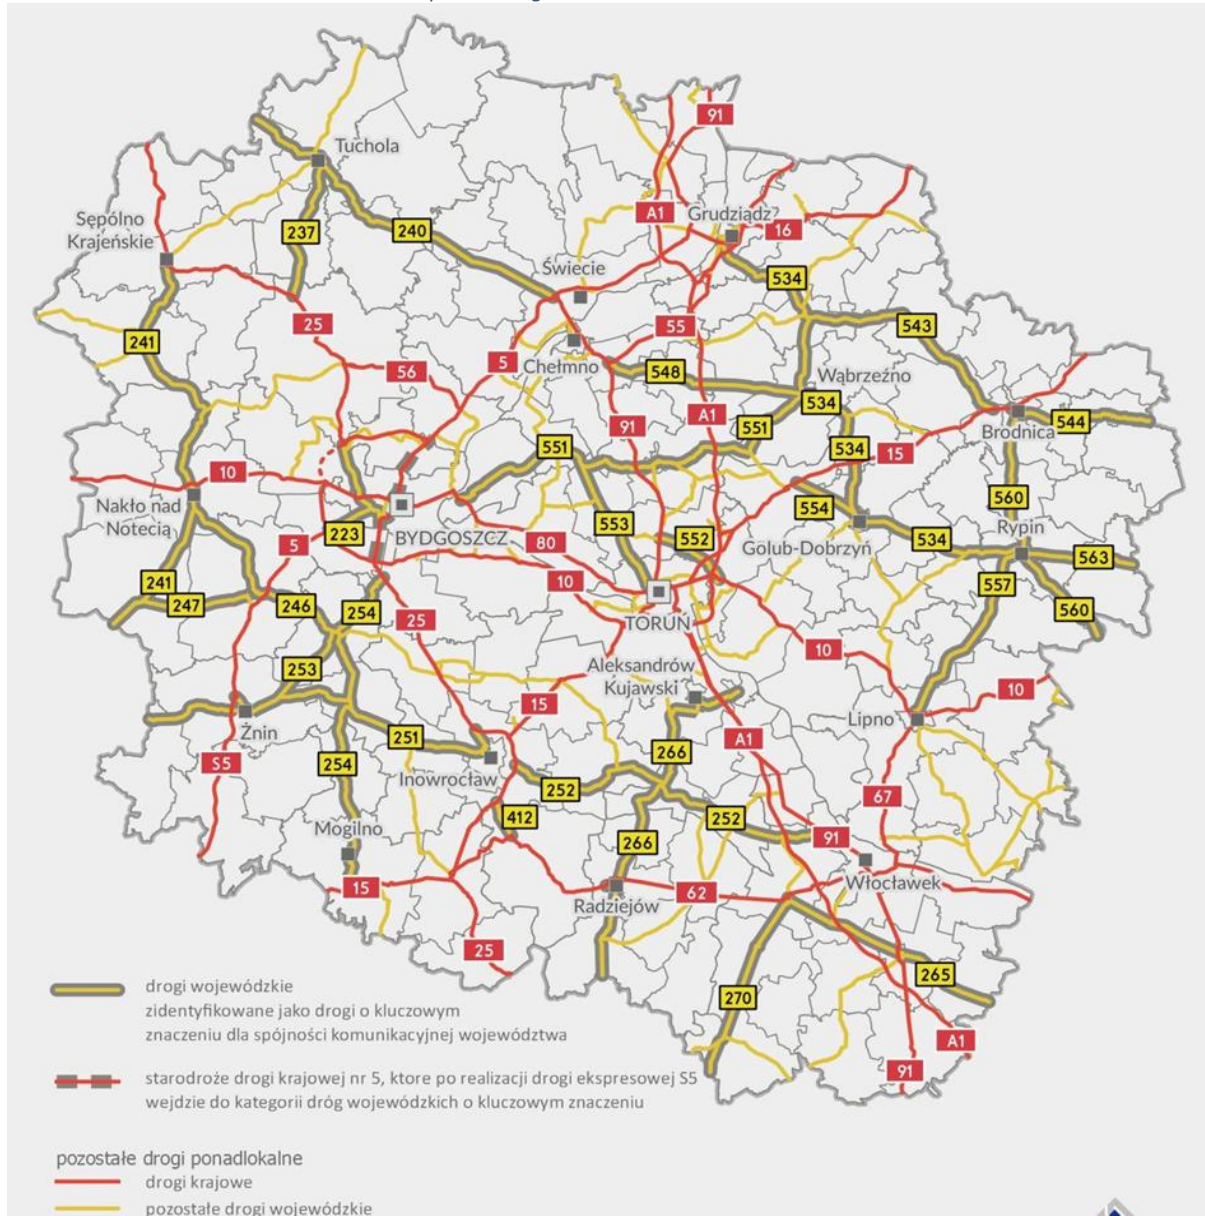 91
Tuchola
A1
Grudziądz
16
Sępólno
Krajeńskie
237
240
Świecie
534
25
55
543
241
5
Chełmno
56
548
Wąbrzeźno
534
A1
91
551
544
Brodnica
551
534
15
10
560
Nakło nad
Notecią
554
553
Rypin
223
BYDGOSZCZ
80
552
Golub-Dobrzyń
534
5
563
10
241
557
247
246
254
560
25
TORUŃ
10
253
Aleksandrów
Kujawski
10
15
Lipno
Żnin
251
A1
266
S5
254
Inowrocław
252
67
412
252
Mogilno
91
266
Włocławek
15
62
Radziejów
25
265
270
A1
91
drogi wojewódzkie
zidentyfikowane jako drogi o kluczowym
znaczeniu dla spójności komunikacyjnej województwa
starodroże drogi krajowej nr 5, ktore po realizacji drogi ekspresowej S5
wejdzie do kategorii dróg wojewódzkich o kluczowym znaczeniu
pozostałe drogi ponadlokalne
drogi krajowe
pozostałe drogi wojewódzkie